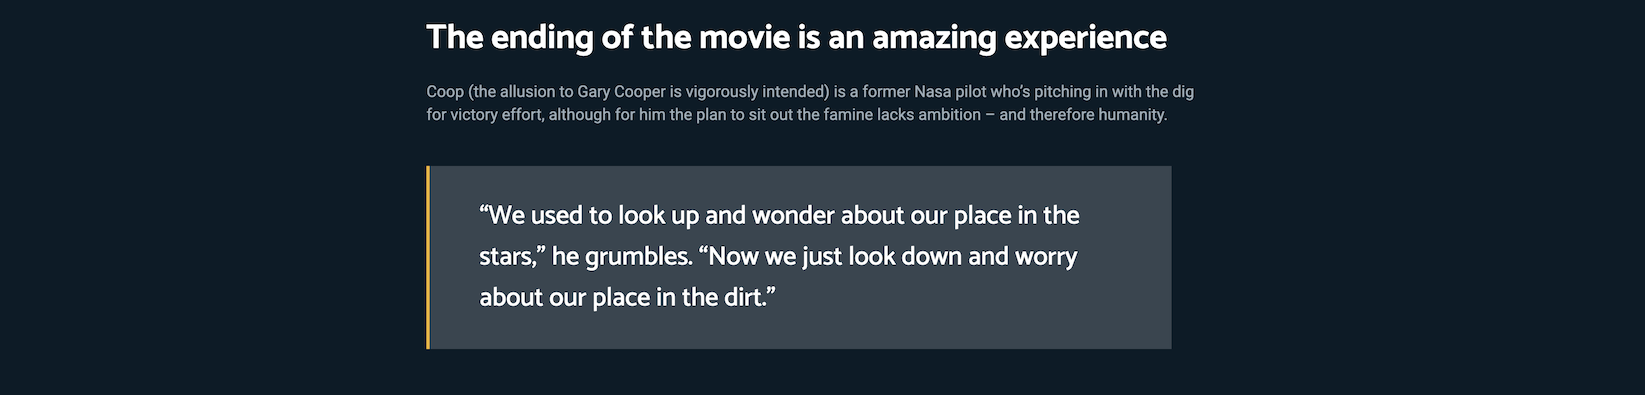 The ending of the movie is an amazing experience
Coop (the allusion to Gary Cooper is vigorously intended) is a former Nasa pilot who’s pitching in with the dig
for victory effort, although for him the plan to sit out the famine lacks ambition – and therefore humanity.
“We used to look up and wonder about our place in the
stars,” he grumbles. “Now we just look down and worry
about our place in the dirt.”